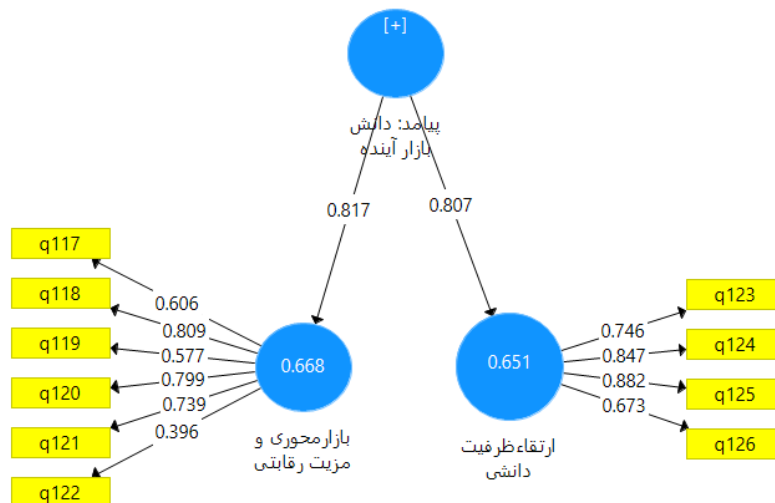 [+]
پیامد: دانش
بازار آینده
0.817
0.807
q117
q118
q119
q120
q121
q122
0.606
0.809
0.577
0.799
0.739
0.396
0.668
بازارمحوری و
مزیت رقابتی
0.651
ارتقاءظرفیت
دانشی
0.746
0.847
0.882
0.673
q123
q124
q125
q126